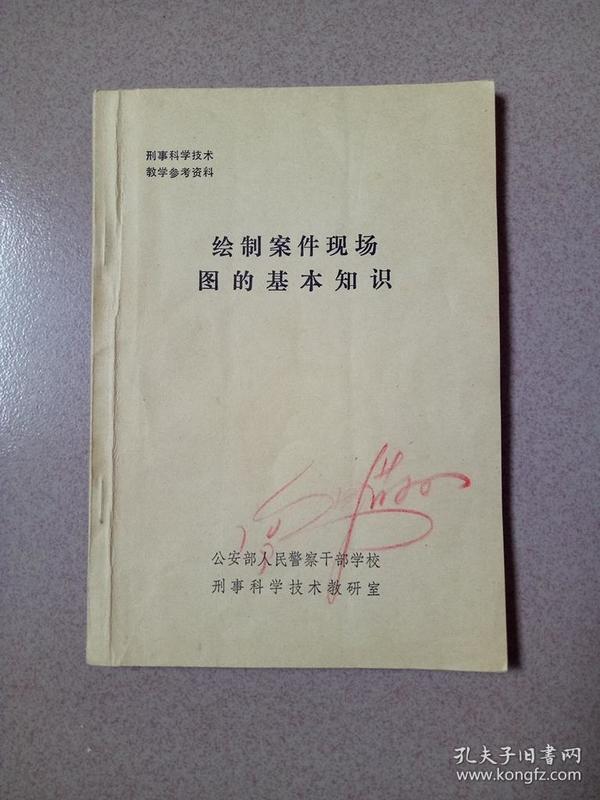 刑事科学技术
教学参考资料
绘制案件现场
图的基本知识
公安部人民警察干部学校
刑事科学技术教研室
孔夫子旧书网
www.kongfz.com